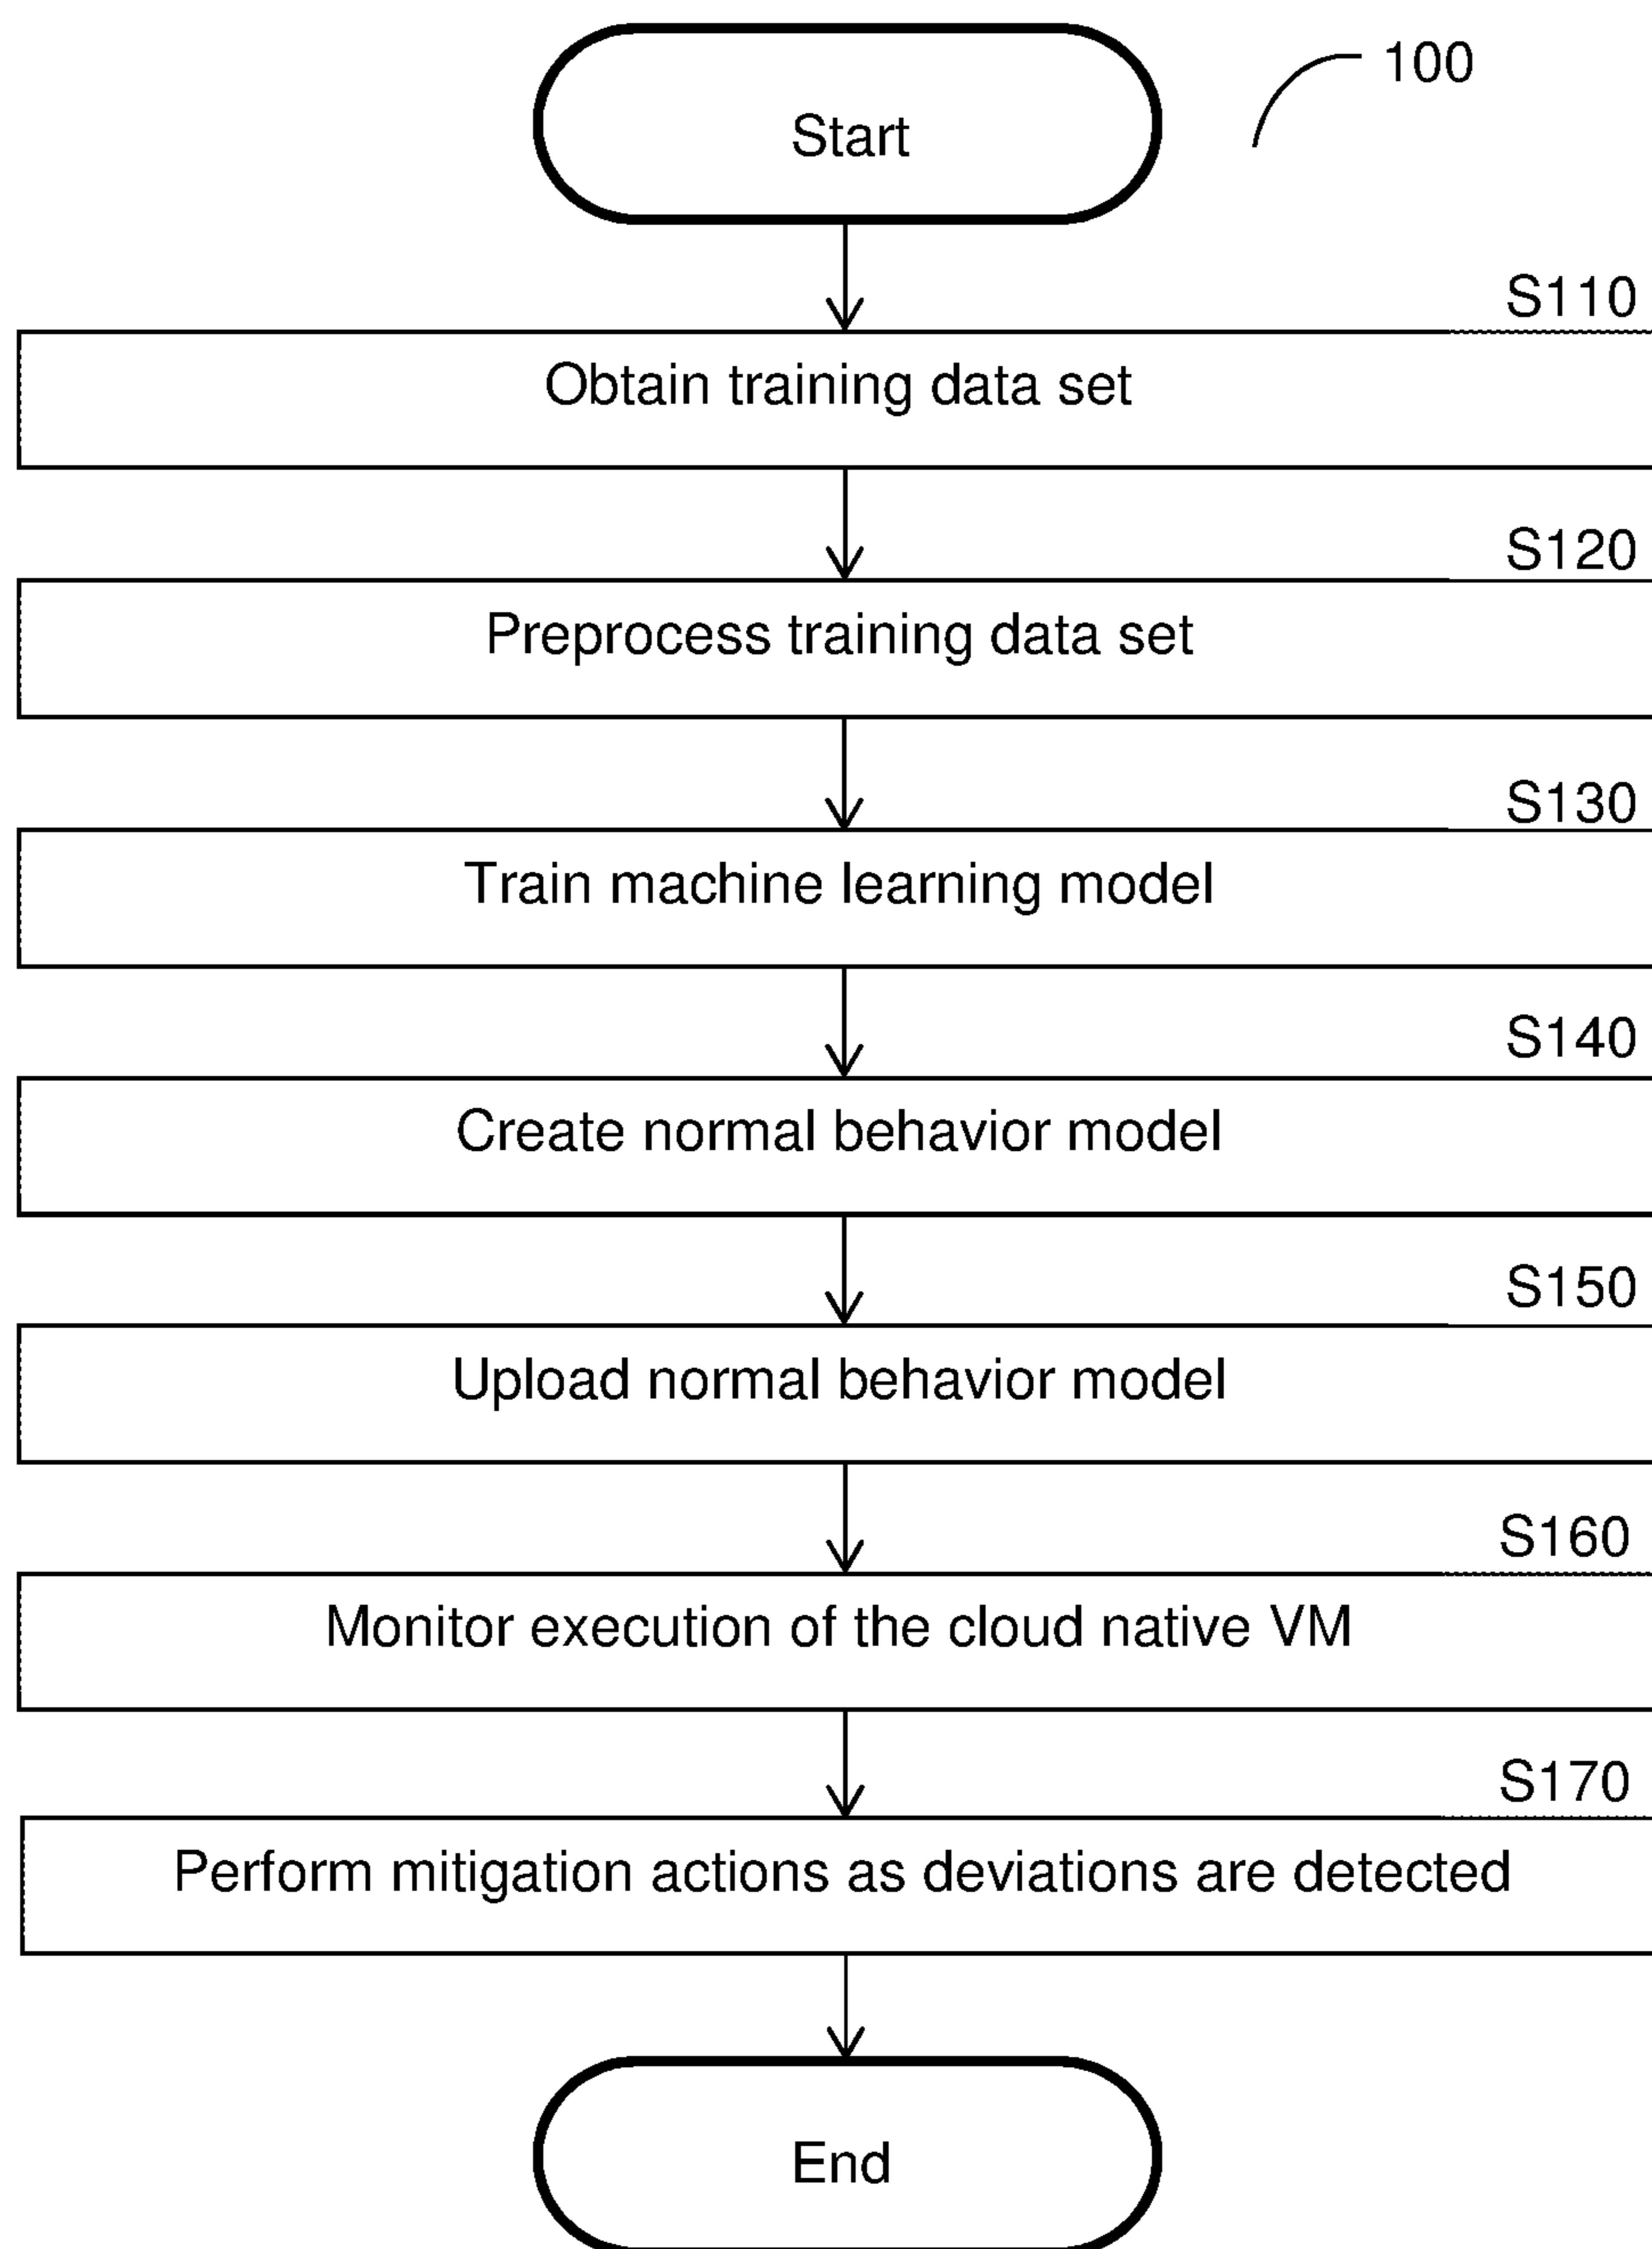 Start
100
S110
Obtain training data set
S120
Preprocess training data set
S130
Train machine learning model
S140
Create normal behavior model
S150
Upload normal behavior model
S160
Monitor execution of the cloud native VM
S170
Perform mitigation actions as deviations are detected
End